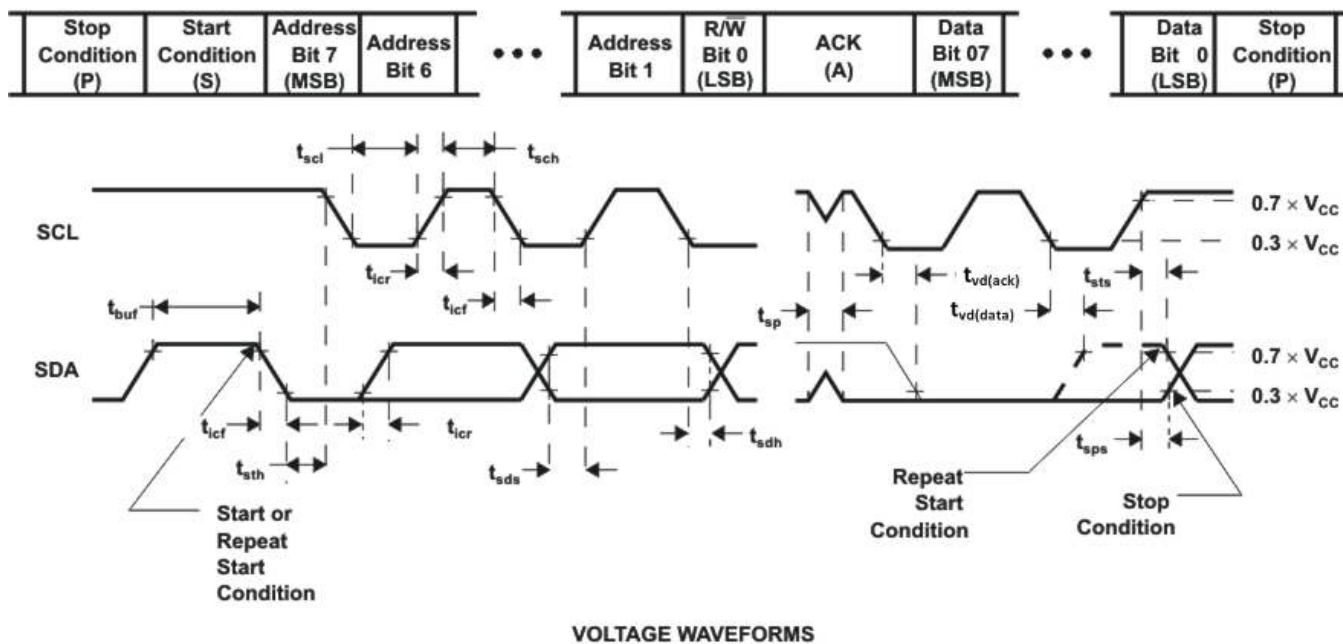 Stop
Condition
(P)
Start
Condition
(S)
Address
Bit 7
(MSB)
Address
Bit 6
•••
Address
Bit 1
R/W̅
Bit 0
(LSB)
ACK
(A)
Data
Bit 07
(MSB)
•••
Data
Bit 0
(LSB)
Stop
Condition
(P)
tscl
tsch
SCL
0.7 × VCC
0.3 × VCC
ticr
tvd(ack)
tsts
tbuf
ticf
tsp
tvd(data)
SDA
0.7 × VCC
0.3 × VCC
ticf
ticr
tsdh
tsth
tsds
tsps
Start or
Repeat
Start
Condition
Repeat
Start
Condition
Stop
Condition
VOLTAGE WAVEFORMS